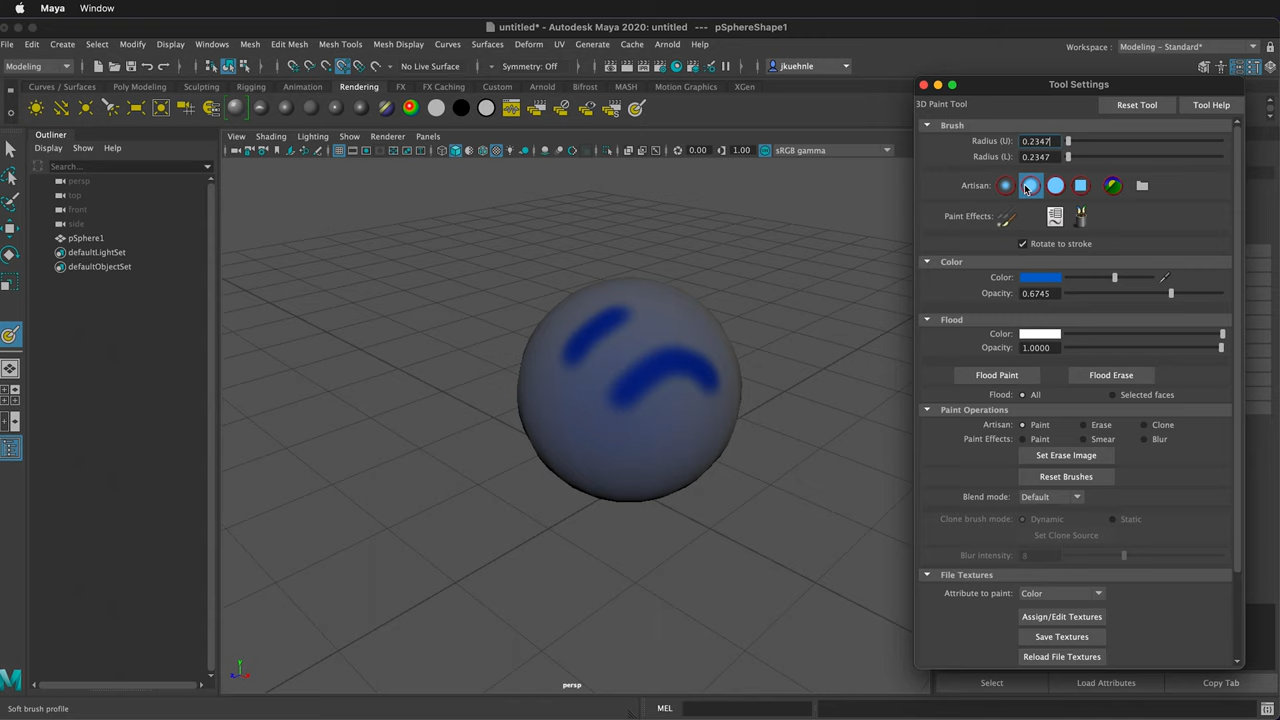 Maya Window
untitled* - Autodesk Maya 2020: untitled --- pSphereShape1
File Edit Create Select Modify Display Windows Mesh Edit Mesh Mesh Tools Mesh Display Curves Surfaces Deform UV Generate Cache Arnold Help
Workspace : Modeling - Standard*
Modeling No Live Surface Symmetry: Off jkuehnle
Curves / Surfaces Poly Modeling Sculpting Rigging Animation Rendering FX FX Caching Custom Arnold Bifrost MASH Motion Graphics XGen
Outliner
Display Show Help
Search...
persp
top
front
side
pSphere1
defaultLightSet
defaultObjectSet
View Shading Lighting Show Renderer Panels
0.00 1.00 sRGB gamma
persp
Tool Settings
3D Paint Tool Reset Tool Tool Help
Brush
Radius (U): 0.2347
Radius (L): 0.2347
Artisan:
Paint Effects:
Rotate to stroke
Color
Color:
Opacity: 0.6745
Flood
Color:
Opacity: 1.0000
Flood Paint Flood Erase
Flood: All Selected faces
Paint Operations
Artisan: Paint Erase Clone
Paint Effects: Paint Smear Blur
Set Erase Image
Reset Brushes
Blend mode: Default
Clone brush mode: Dynamic Static
Set Clone Source
Blur intensity: 8
File Textures
Attribute to paint: Color
Assign/Edit Textures
Save Textures
Reload File Textures
Select Load Attributes Copy Tab
Soft brush profile MEL